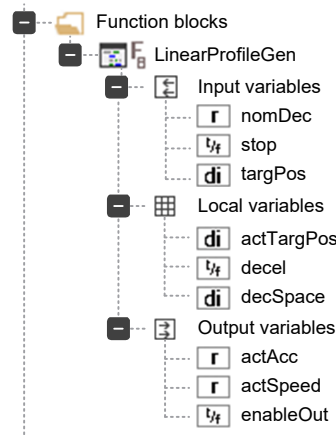 Function blocks
F
B LinearProfileGen
Input variables
r nomDec
t/f stop
di targPos
Local variables
di actTargPos
t/f decel
di decSpace
Output variables
r actAcc
r actSpeed
t/f enableOut